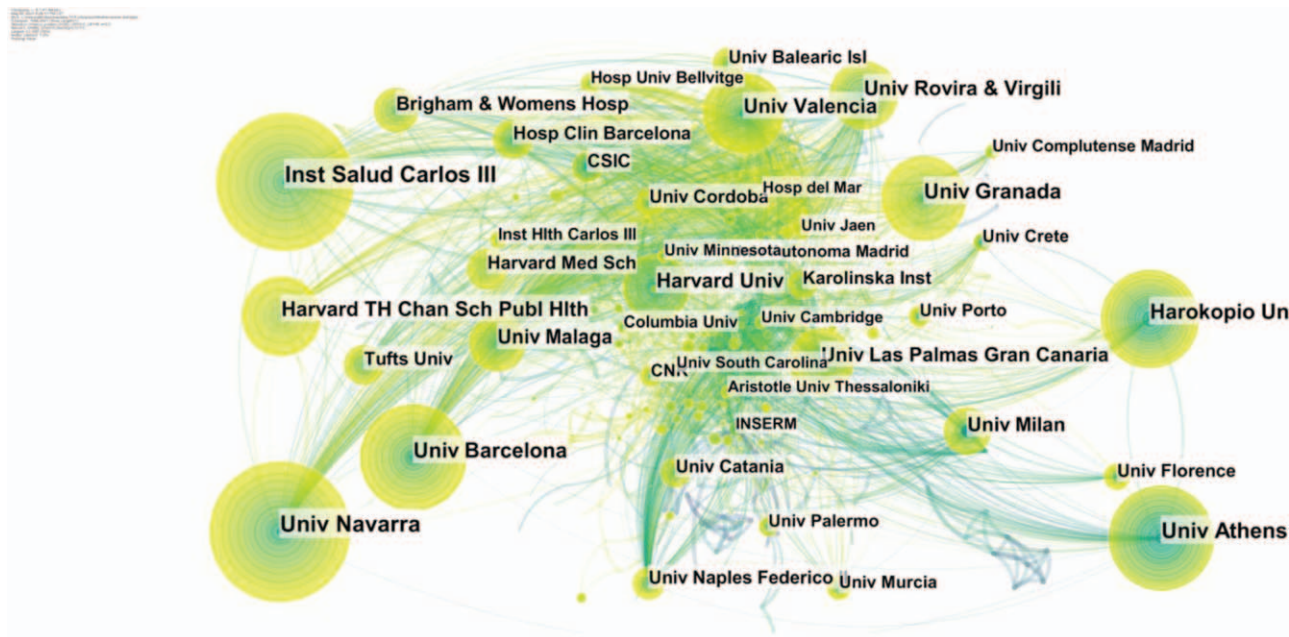 Univ Balearic Isl
Hosp Univ Bellvitge
Univ Rovira & Virgili
Brigham & Womens Hosp
Univ Valencia
Hosp Clin Barcelona
Univ Complutense Madrid
CSIC
Inst Salud Carlos III
Hosp del Mar
Univ Granada
Univ Cordoba
Univ Jaen
Inst Hlth Carlos III
Univ Crete
Univ Minnesota
utonoma Madrid
Harvard Med Sch
Harvard Univ
Karolinska Inst
Harvard TH Chan Sch Publ Hlth
Univ Porto
Harokopio Un
Columbia Univ
Univ Cambridge
Univ Malaga
Tufts Univ
Univ Las Palmas Gran Canaria
Univ South Carolina
Aristotle Univ Thessaloniki
INSERM
Univ Milan
Univ Barcelona
Univ Catania
Univ Florence
Univ Navarra
Univ Palermo
Univ Athens
Univ Naples Federico
Univ Murcia